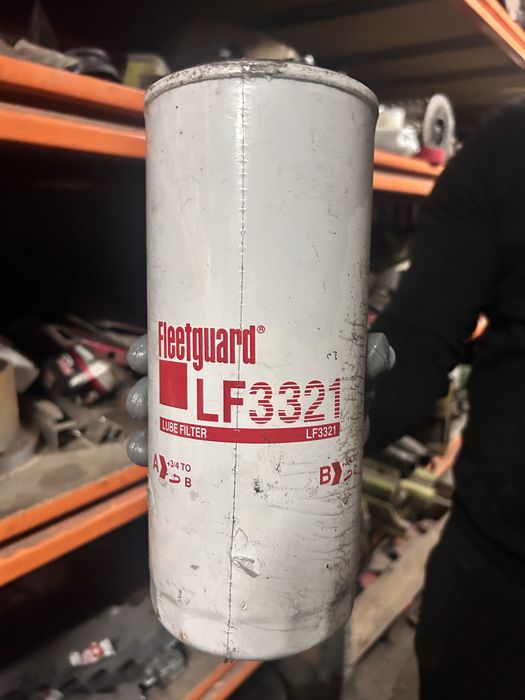 Fleetguard®
LF3321
LUBE FILTER LF3321
A +3/4 TO B
B